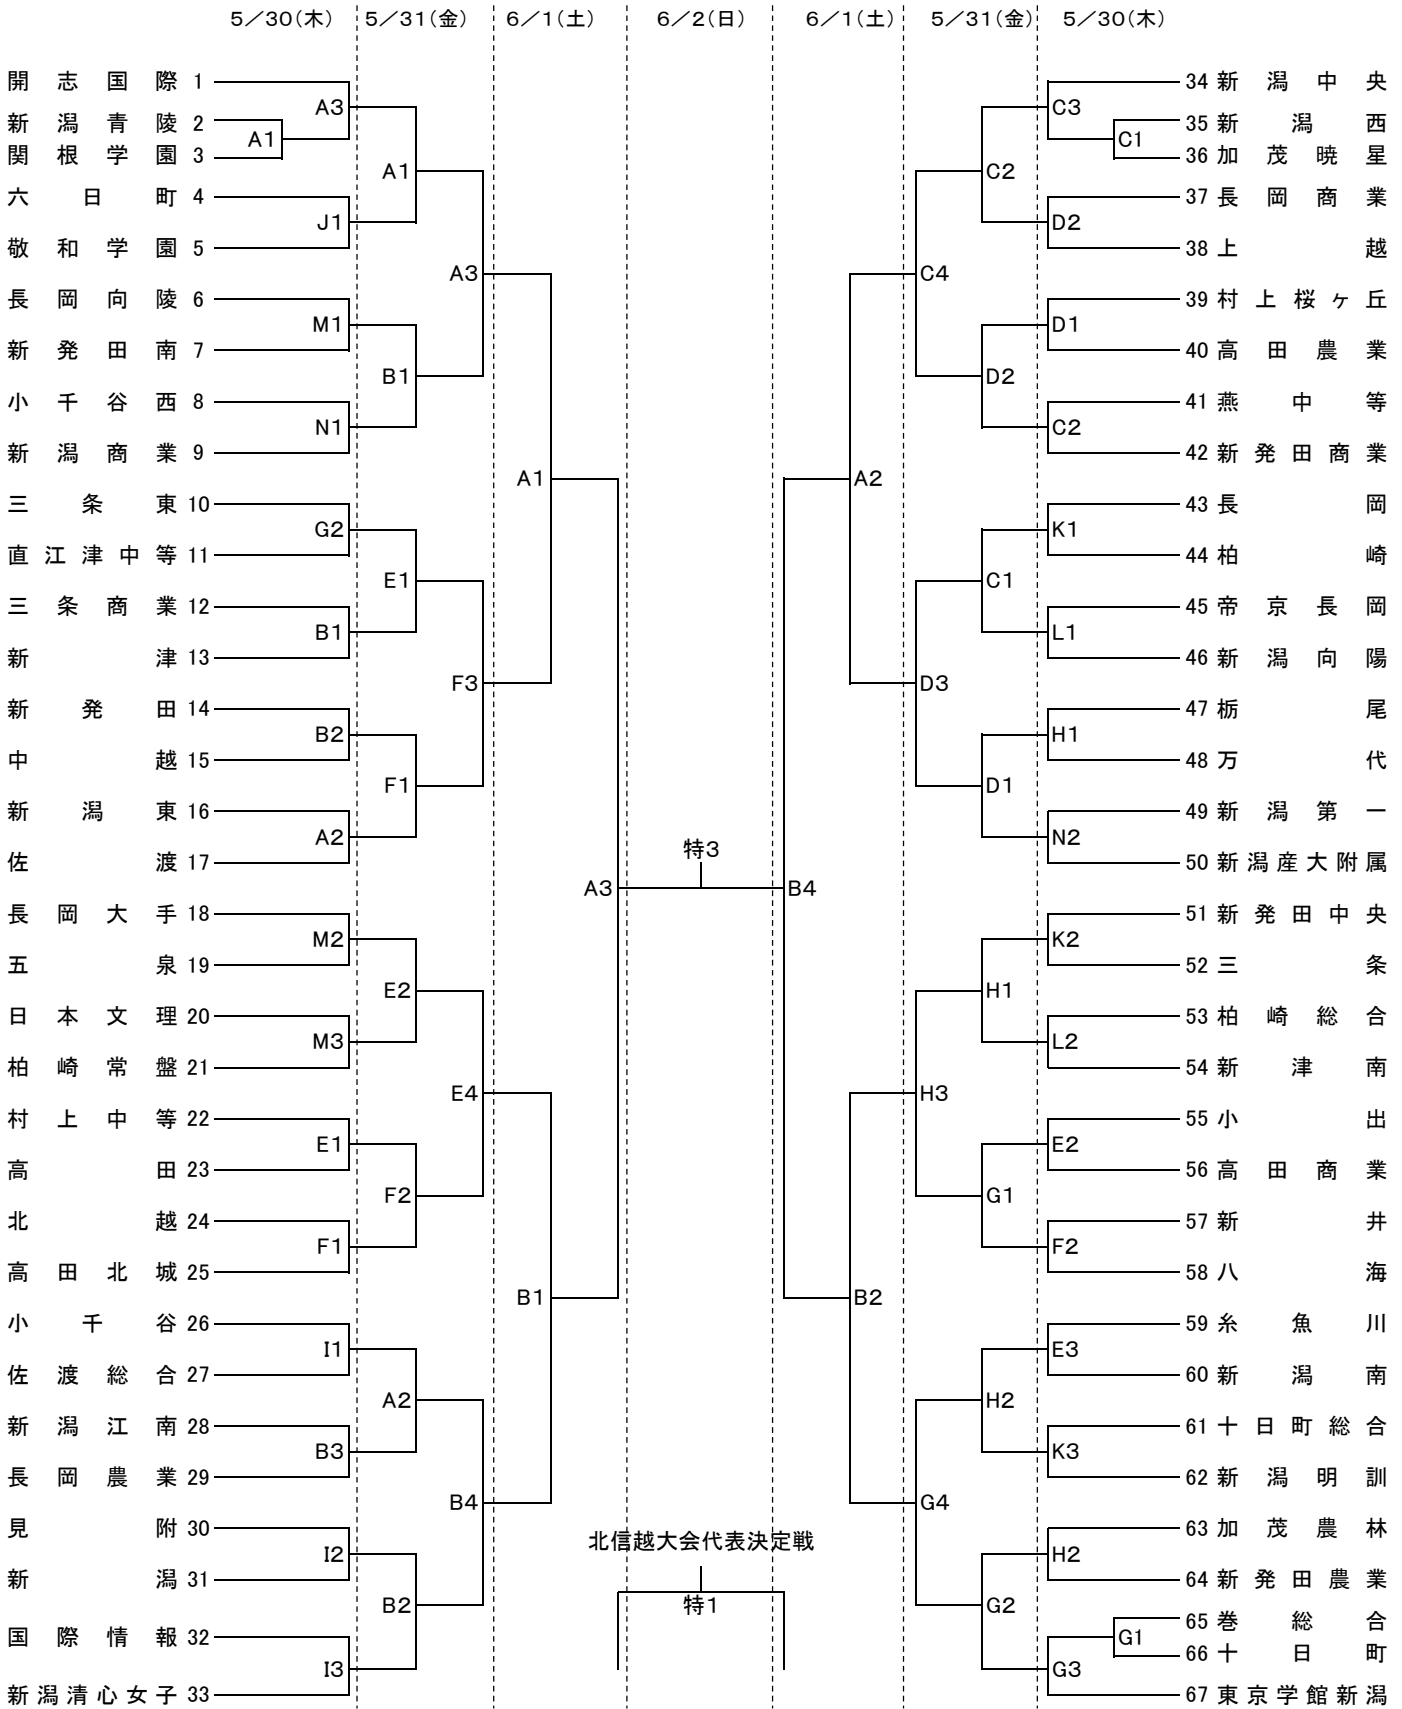 5/30(木) 5/31(金) 6/1(土) 6/2(日) 6/1(土) 5/31(金) 5/30(木)
開志国際 1
A3
新潟青陵 2
A1
関根学園 3
A1
六日町 4
J1
敬和学園 5
A3
長岡向陵 6
M1
新発田南 7
B1
小千谷西 8
N1
新潟商業 9
A1
三条東 10
G2
直江津中等 11
E1
三条商業 12
B1
新津 13
F3
新発田 14
B2
中越 15
F1
新潟東 16
A2
佐渡 17
A3
長岡大手 18
M2
五泉 19
E2
日本文理 20
M3
柏崎常盤 21
E4
村上中等 22
E1
高田 23
F2
北越 24
F1
高田北城 25
B1
小千谷 26
I1
佐渡総合 27
A2
新潟江南 28
B3
長岡農業 29
B4
見附 30
I2
新潟 31
B2
国際情報 32
I3
新潟清心女子 33
特3
北信越大会代表決定戦
特1
34 新潟中央
C3
35 新潟西
C1
36 加茂暁星
C2
37 長岡商業
D2
38 上越
C4
39 村上桜ヶ丘
D1
40 高田農業
D2
41 燕中等
C2
42 新発田商業
A2
43 長岡
K1
44 柏崎
C1
45 帝京長岡
L1
46 新潟向陽
D3
47 栃尾
H1
48 万代
D1
49 新潟第一
N2
50 新潟産大附属
B4
51 新発田中央
K2
52 三条
H1
53 柏崎総合
L2
54 新津南
H3
55 小出
E2
56 高田商業
G1
57 新井
F2
58 八海
B2
59 糸魚川
E3
60 新潟南
H2
61 十日町総合
K3
62 新潟明訓
G4
63 加茂農林
H2
64 新発田農業
G2
65 巻総合
G1
66 十日町
G3
67 東京学館新潟